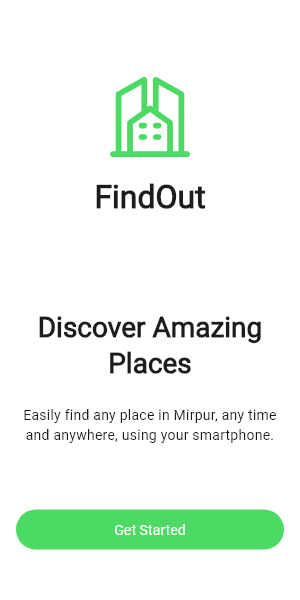 FindOut
Discover Amazing
Places
Easily find any place in Mirpur, any time
and anywhere, using your smartphone.
Get Started